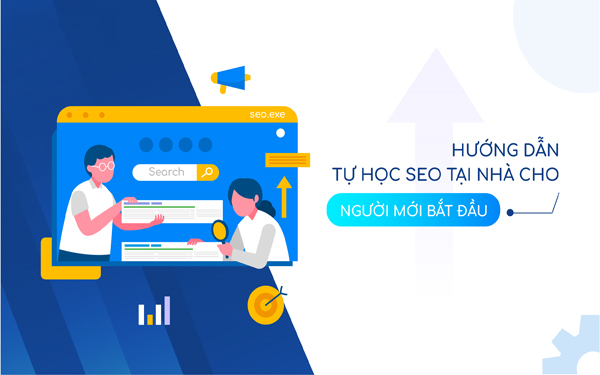 seo.exe
Search
HƯỚNG DẪN
TỰ HỌC SEO TẠI NHÀ CHO
NGƯỜI MỚI BẮT ĐẦU